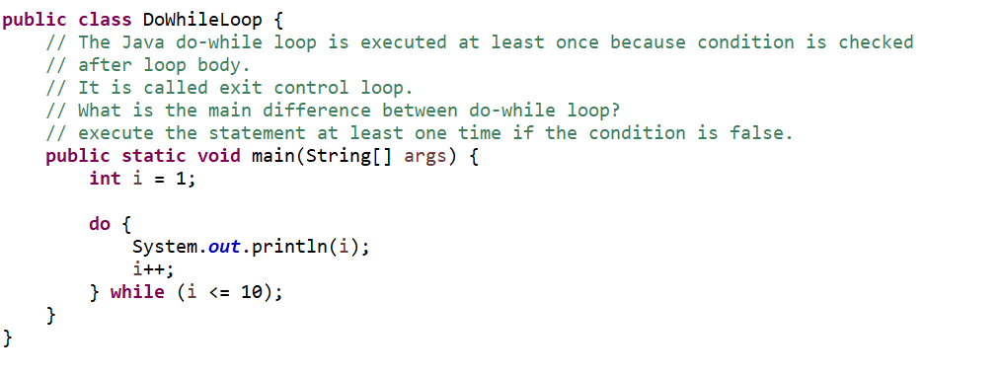 public class DoWhileLoop {
// The Java do-while loop is executed at least once because condition is checked
// after loop body.
// It is called exit control loop.
// What is the main difference between do-while loop?
// execute the statement at least one time if the condition is false.
public static void main(String[] args) {
int i = 1;
do {
System.out.println(i);
i++;
} while (i <= 10);
}
}